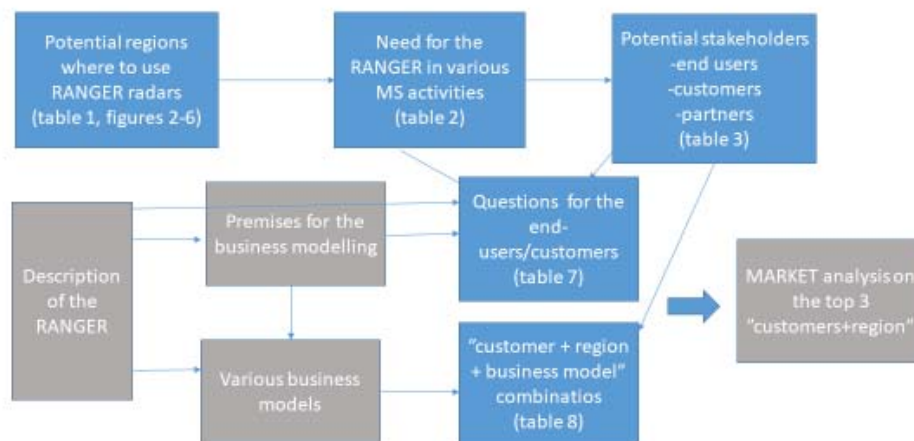 Potential regions
where to use
RANGER radars
(table 1, figures 2-6)
Need for the
RANGER in various
MS activities
(table 2)
Potential stakeholders
-end users
-customers
-partners
(table 3)
Description
of the
RANGER
Premises for the
business modelling
Questions for the
end-
users/customers
(table 7)
Various business
models
"customer + region
+ business model"
combinatios
(table 8)
MARKET analysis on
the top 3
"customers+region"